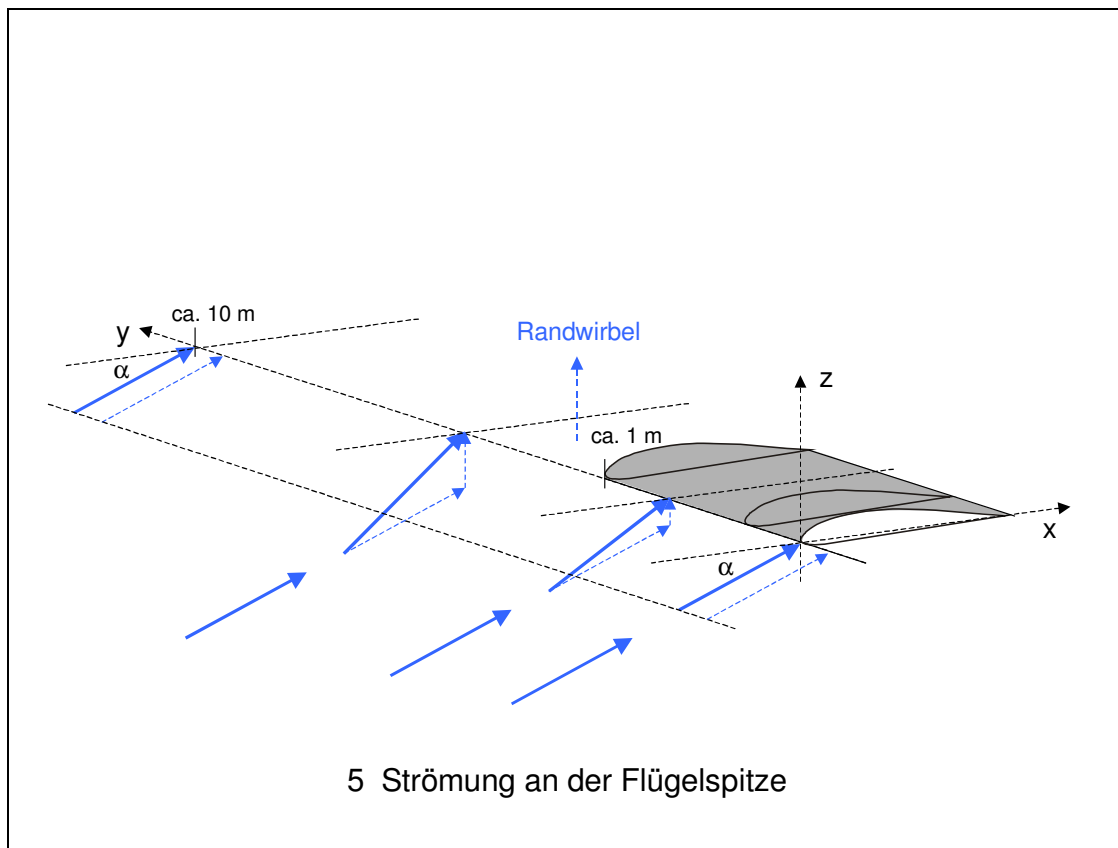 ca. 10 m
y
α
Randwirbel
z
ca. 1 m
x
α
5 Strömung an der Flügelspitze